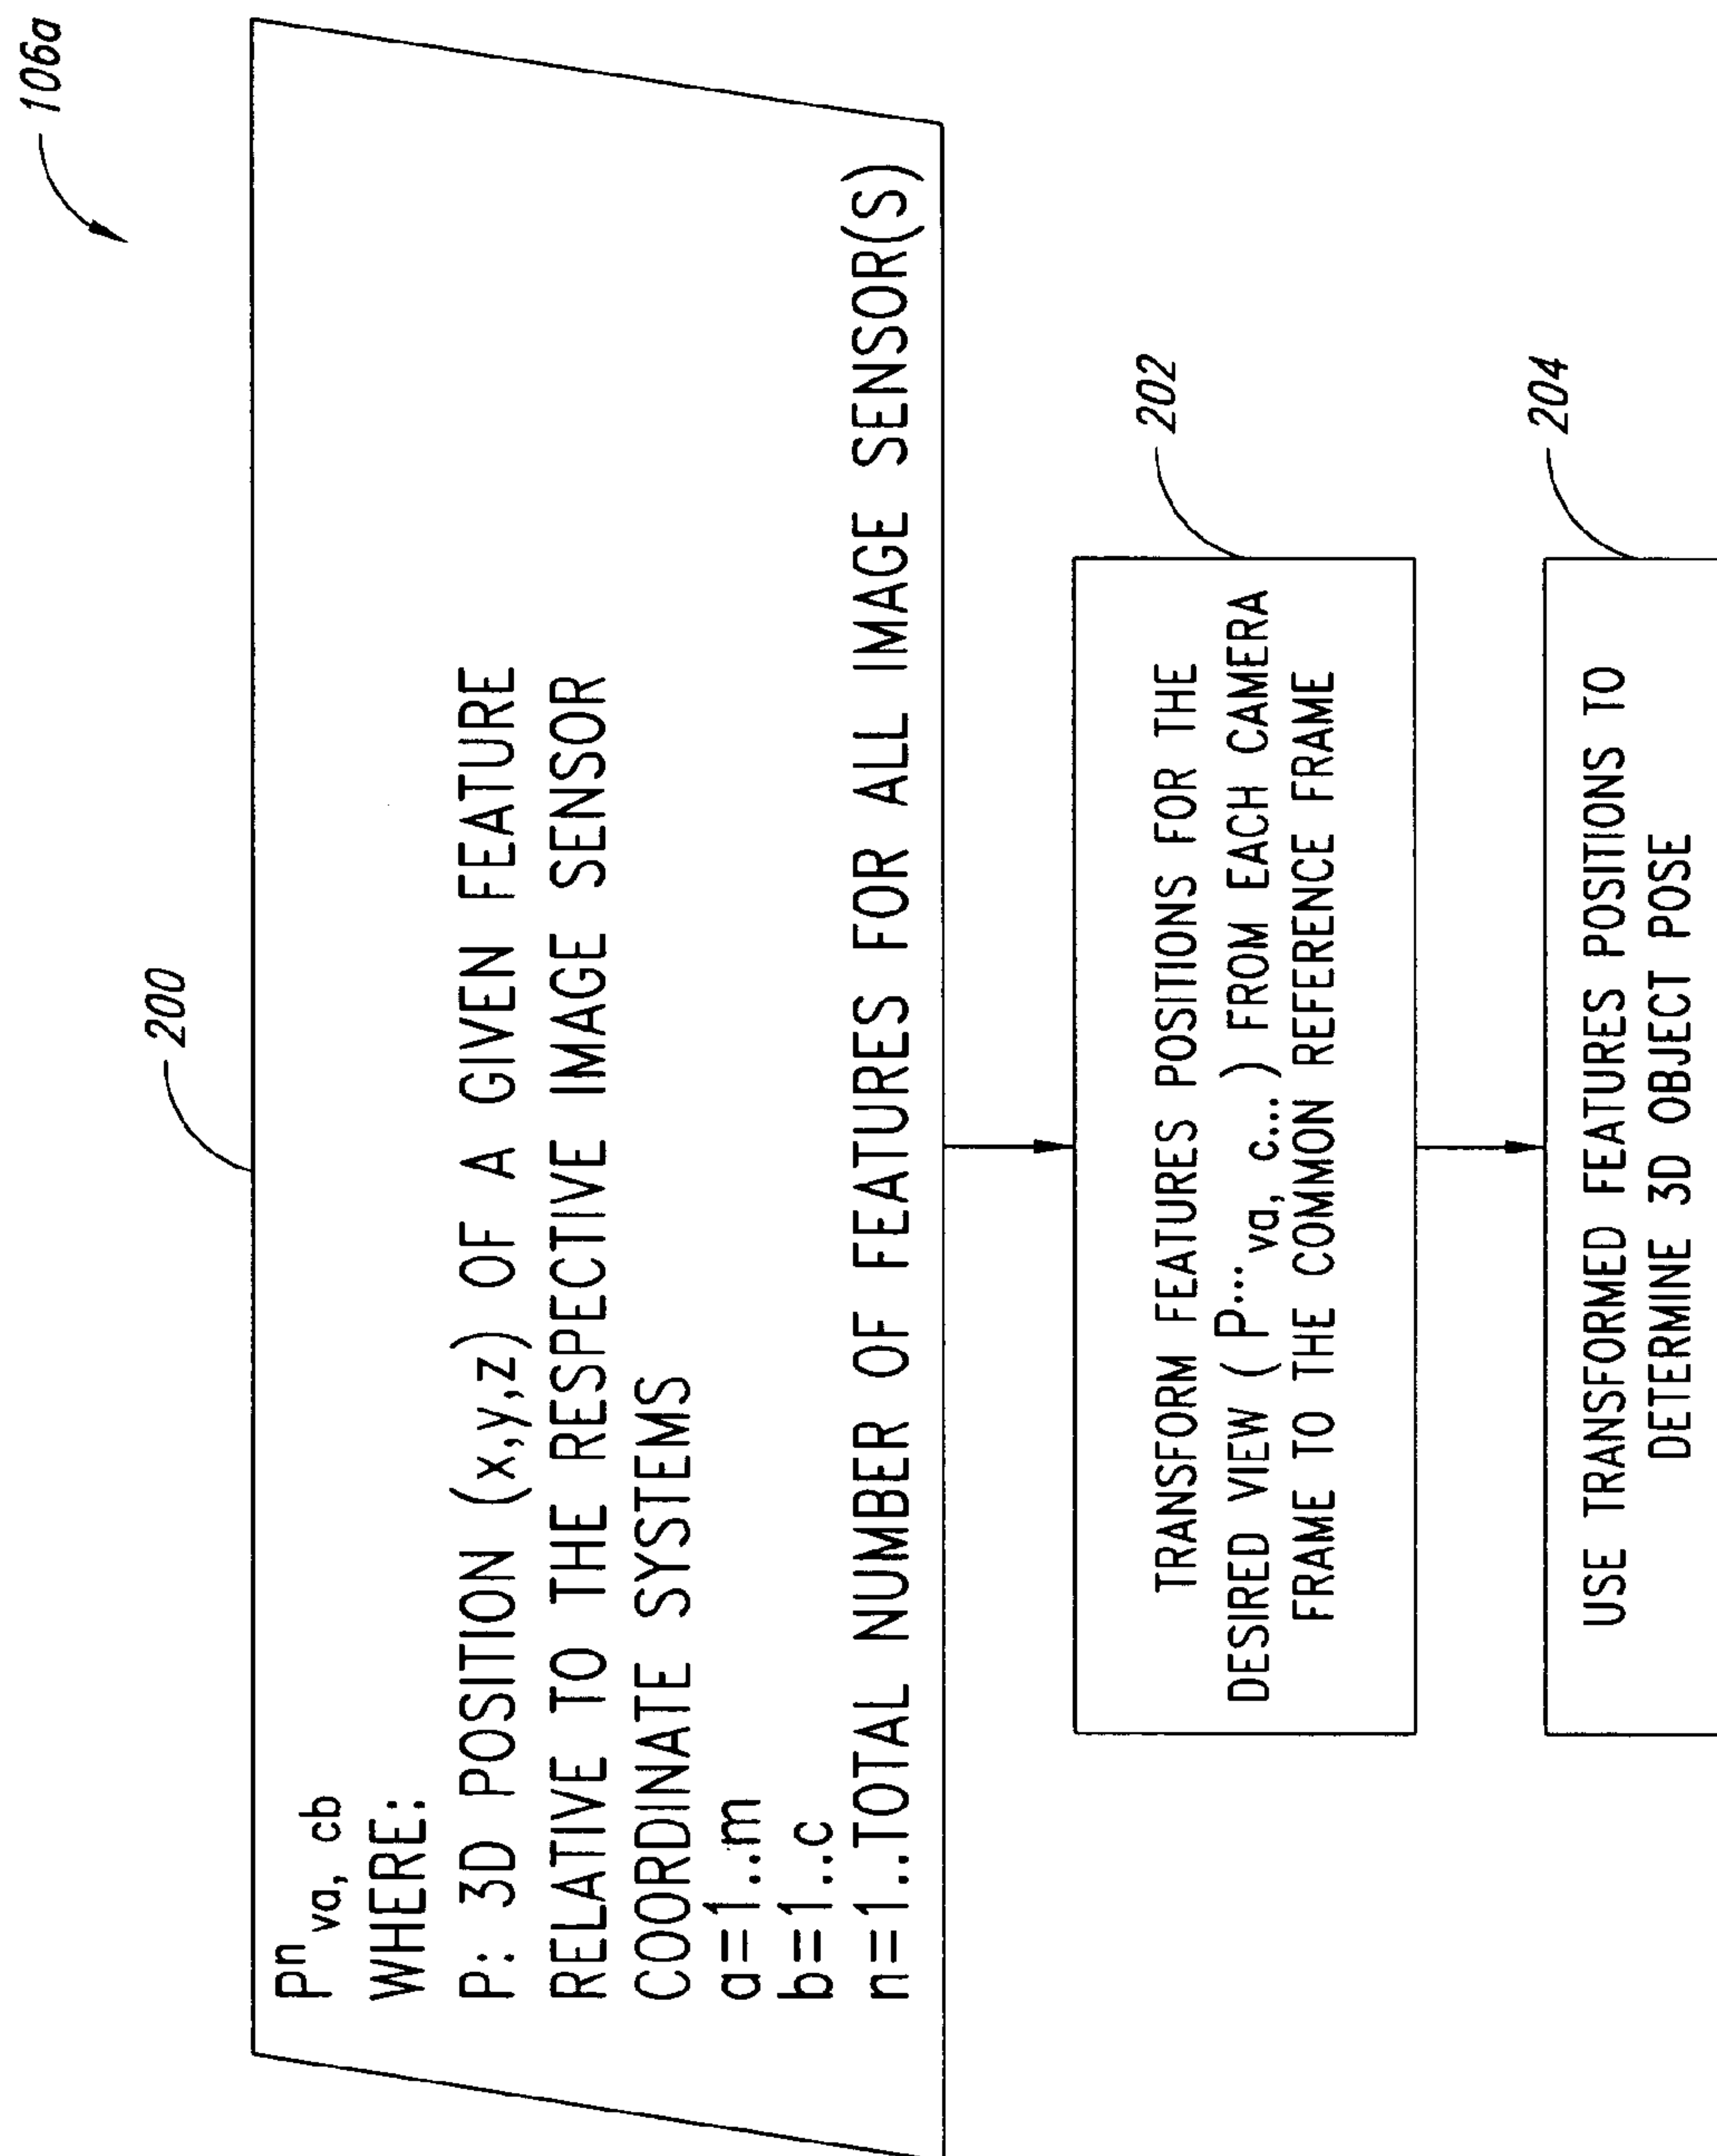 106a
200
Pⁿ va, cb
WHERE:
P: 3D POSITION (x,y,z) OF A GIVEN FEATURE
RELATIVE TO THE RESPECTIVE IMAGE SENSOR
COORDINATE SYSTEMS
a=1..m
b=1..c
n=1..TOTAL NUMBER OF FEATURES FOR ALL IMAGE SENSOR(S)
202
TRANSFORM FEATURES POSITIONS FOR THE
DESIRED VIEW (P... va, c...) FROM EACH CAMERA
FRAME TO THE COMMON REFERENCE FRAME
204
USE TRANSFORMED FEATURES POSITIONS TO
DETERMINE 3D OBJECT POSE